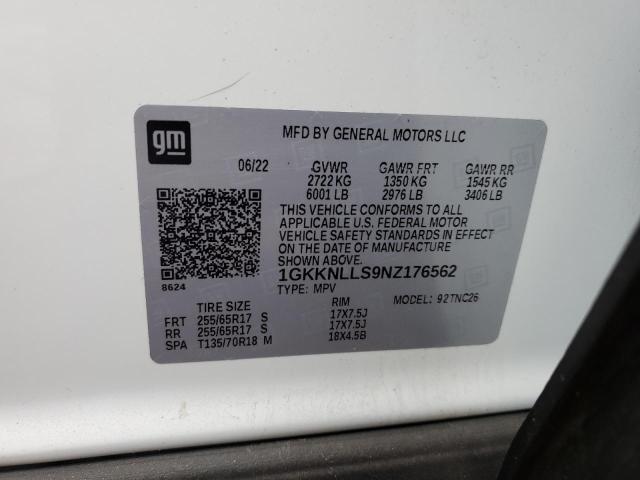 gm
MFD BY GENERAL MOTORS LLC
06/22 GVWR GAWR FRT GAWR RR
2722 KG 1350 KG 1545 KG
6001 LB 2976 LB 3406 LB
THIS VEHICLE CONFORMS TO ALL
APPLICABLE U.S. FEDERAL MOTOR
VEHICLE SAFETY STANDARDS IN EFFECT
ON THE DATE OF MANUFACTURE
SHOWN ABOVE.
1GKKNLLS9NZ176562
8624
TYPE: MPV MODEL: 92TNC26
TIRE SIZE RIM
FRT 255/65R17 S 17X7.5J
RR 255/65R17 S 17X7.5J
SPA T135/70R18 M 18X4.5B